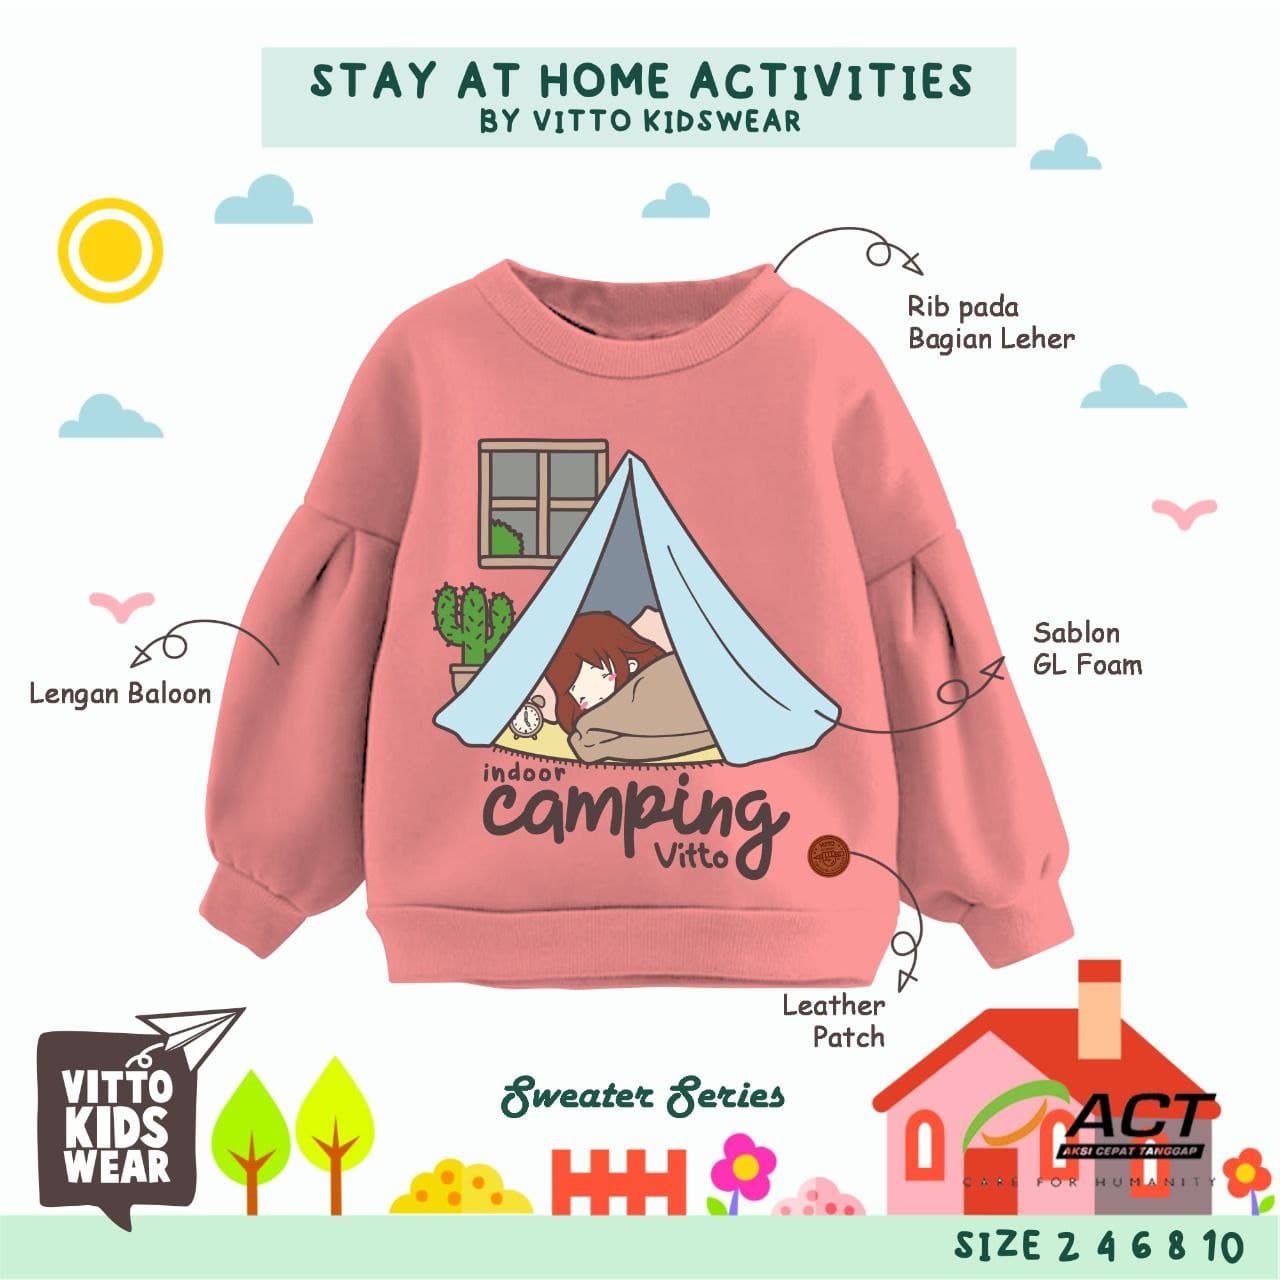 STAY AT HOME ACTIVITIES
BY VITTO KIDSWEAR
Rib pada
Bagian Leher
Sablon
GL Foam
Lengan Baloon
indoor
camping
Vitto
Leather
Patch
VITTO
KIDS
WEAR
Sweater Series
ACT
AKSI CEPAT TANGGAP
CARE FOR HUMANITY
SIZE 2 4 6 8 10